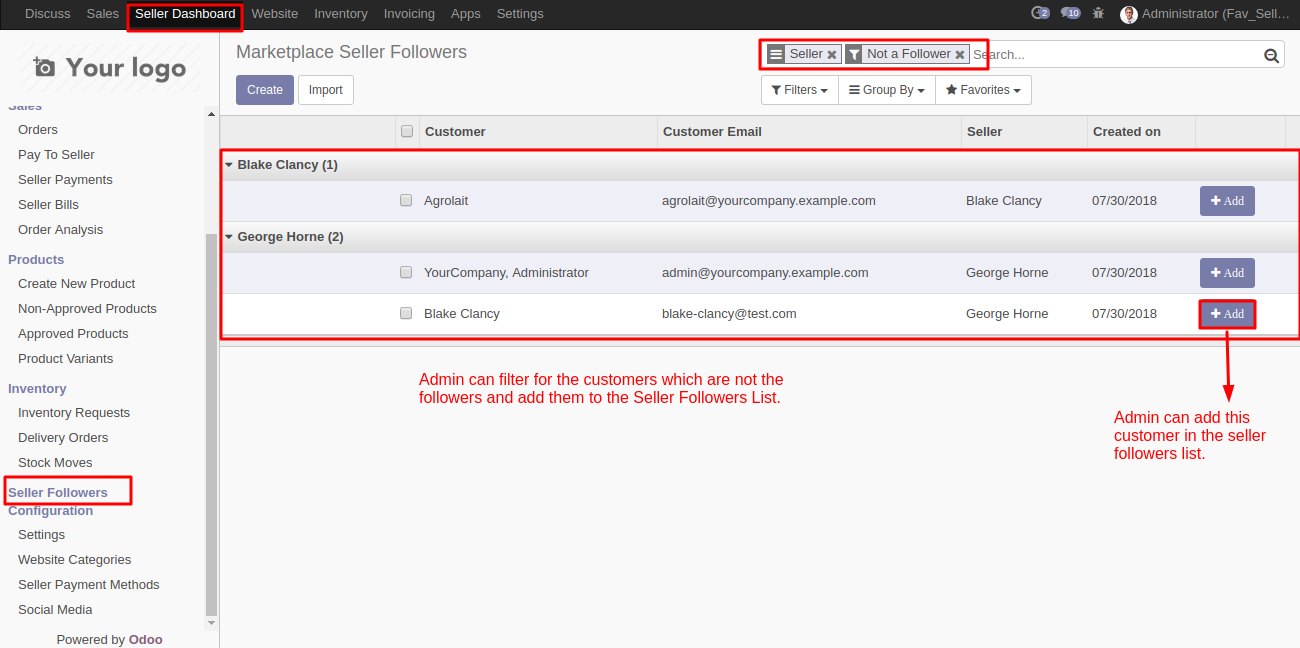 Discuss Sales Seller Dashboard Website Inventory Invoicing Apps Settings 2 10 Administrator (Fav_Sell...
Your logo
Sales
Orders
Pay To Seller
Seller Payments
Seller Bills
Order Analysis
Products
Create New Product
Non-Approved Products
Approved Products
Product Variants
Inventory
Inventory Requests
Delivery Orders
Stock Moves
Seller Followers
Configuration
Settings
Website Categories
Seller Payment Methods
Social Media
Powered by Odoo
Marketplace Seller Followers
Seller Not a Follower Search...
Create Import
Filters Group By Favorites
Customer Customer Email Seller Created on
Blake Clancy (1)
Agrolait agrolait@yourcompany.example.com Blake Clancy 07/30/2018 Add
George Horne (2)
YourCompany, Administrator admin@yourcompany.example.com George Horne 07/30/2018 Add
Blake Clancy blake-clancy@test.com George Horne 07/30/2018 Add
Admin can filter for the customers which are not the
followers and add them to the Seller Followers List.
Admin can add this
customer in the seller
followers list.